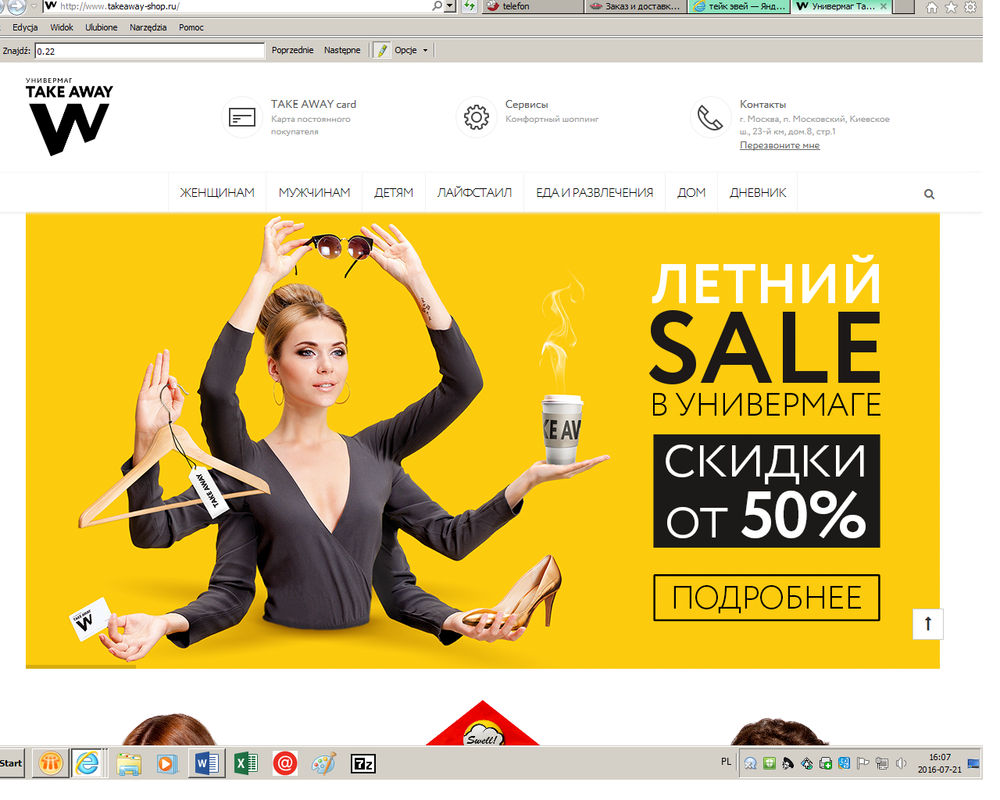 http://www.takeaway-shop.ru/
telefon
Заказ и доставк...
тейк эвей — Янд...
Универмаг Та...
Edycja Widok Ulubione Narzędzia Pomoc
Znajdź: 0.22 Poprzednie Następne Opcje
УНИВЕРМАГ
TAKE AWAY
W
TAKE AWAY card
Карта постоянного
покупателя
Сервисы
Комфортный шоппинг
Контакты
г. Москва, п. Московский, Киевское
ш., 23-й км, дом.8, стр.1
Перезвоните мне
ЖЕНЩИНАМ МУЖЧИНАМ ДЕТЯМ ЛАЙФСТАИЛ ЕДА И РАЗВЛЕЧЕНИЯ ДОМ ДНЕВНИК
ЛЕТНИЙ
SALE
В УНИВЕРМАГЕ
СКИДКИ
ОТ 50%
ПОДРОБНЕЕ
KE AW
TAKE AWAY
TAKE AWAY
W
Swell!
Start
PL
16:07
2016-07-21